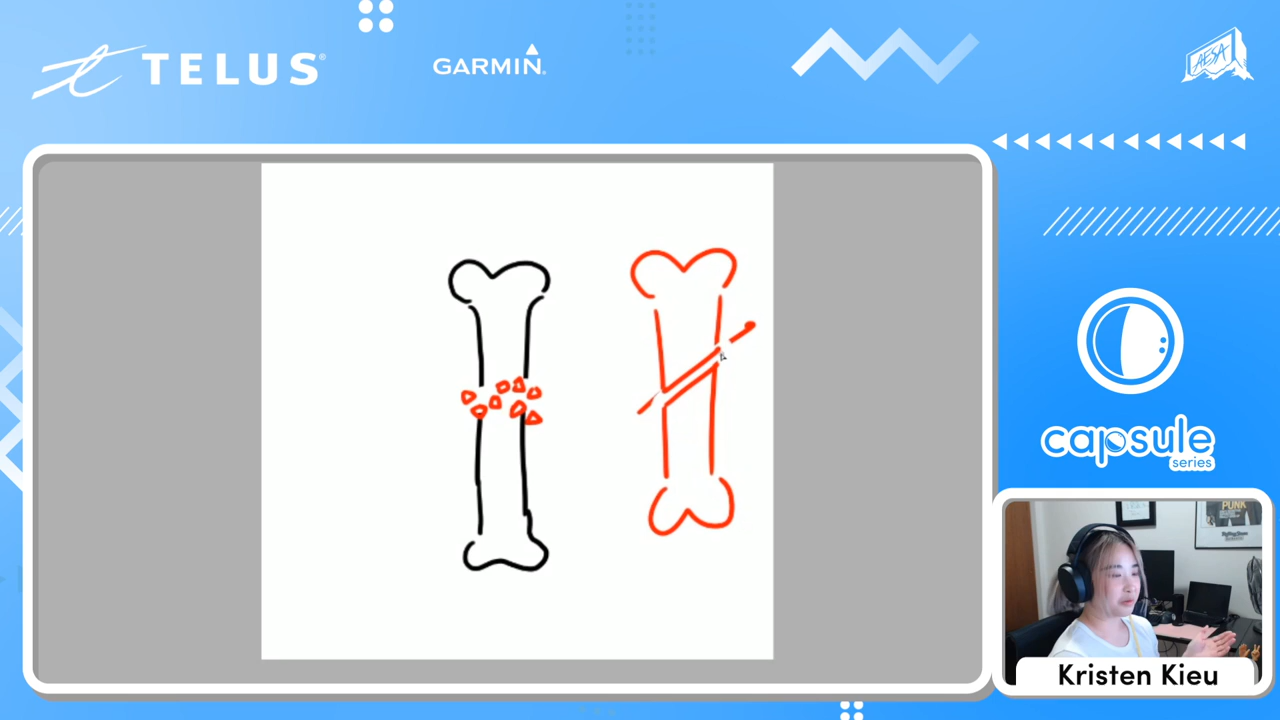 TELUS®
GARMIN®
AESA
capsule
series
PUNK
Kristen Kieu